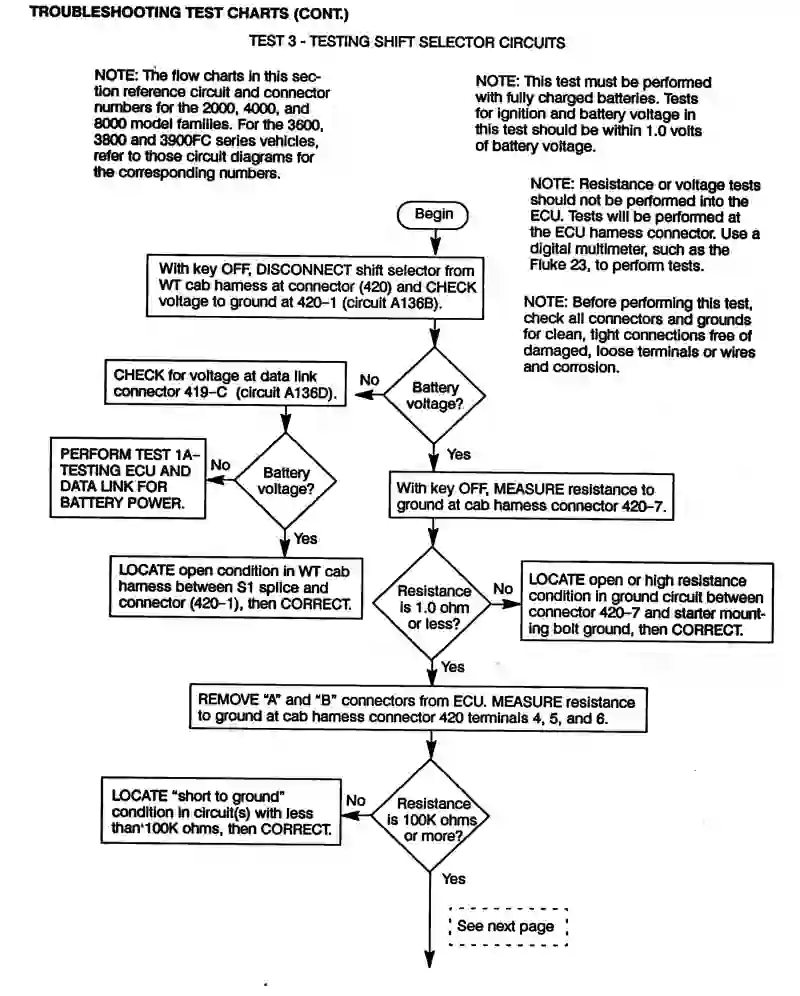 TROUBLESHOOTING TEST CHARTS (CONT.)
TEST 3 - TESTING SHIFT SELECTOR CIRCUITS
NOTE: The flow charts in this sec-
tion reference circuit and connector
numbers for the 2000, 4000, and
8000 model families. For the 3600,
3800 and 3900FC series vehicles,
refer to those circuit diagrams for
the corresponding numbers.
NOTE: This test must be performed
with fully charged batteries. Tests
for ignition and battery voltage in
this test should be within 1.0 volts
of battery voltage.
NOTE: Resistance or voltage tests
should not be performed into the
ECU. Tests will be performed at
the ECU harness connector. Use a
digital multimeter, such as the
Fluke 23, to perform tests.
NOTE: Before performing this test,
check all connectors and grounds
for clean, tight connections free of
damaged, loose terminals or wires
and corrosion.
Begin
With key OFF, DISCONNECT shift selector from
WT cab harness at connector (420) and CHECK
voltage to ground at 420-1 (circuit A136B).
Battery
voltage?
No
CHECK for voltage at data link
connector 419-C (circuit A136D).
Battery
voltage?
No
PERFORM TEST 1A-
TESTING ECU AND
DATA LINK FOR
BATTERY POWER.
Yes
LOCATE open condition in WT cab
harness between S1 splice and
connector (420-1), then CORRECT.
Yes
With key OFF, MEASURE resistance to
ground at cab harness connector 420-7.
Resistance
is 1.0 ohm
or less?
No
LOCATE open or high resistance
condition in ground circuit between
connector 420-7 and starter mount-
ing bolt ground, then CORRECT.
Yes
REMOVE "A" and "B" connectors from ECU. MEASURE resistance
to ground at cab harness connector 420 terminals 4, 5, and 6.
Resistance
is 100K ohms
or more?
No
LOCATE "short to ground"
condition in circuit(s) with less
than 100K ohms, then CORRECT.
Yes
See next page